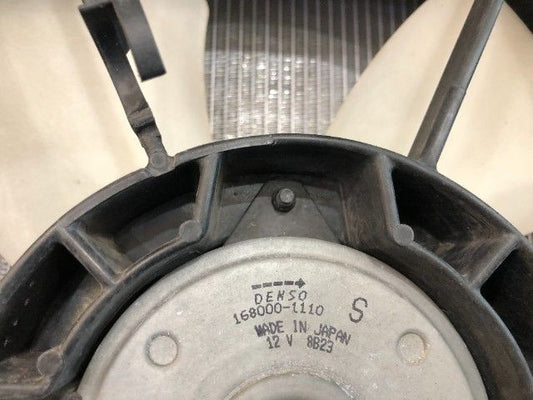 DENSO
168000-1110
S
MADE IN JAPAN
12 V 8B23